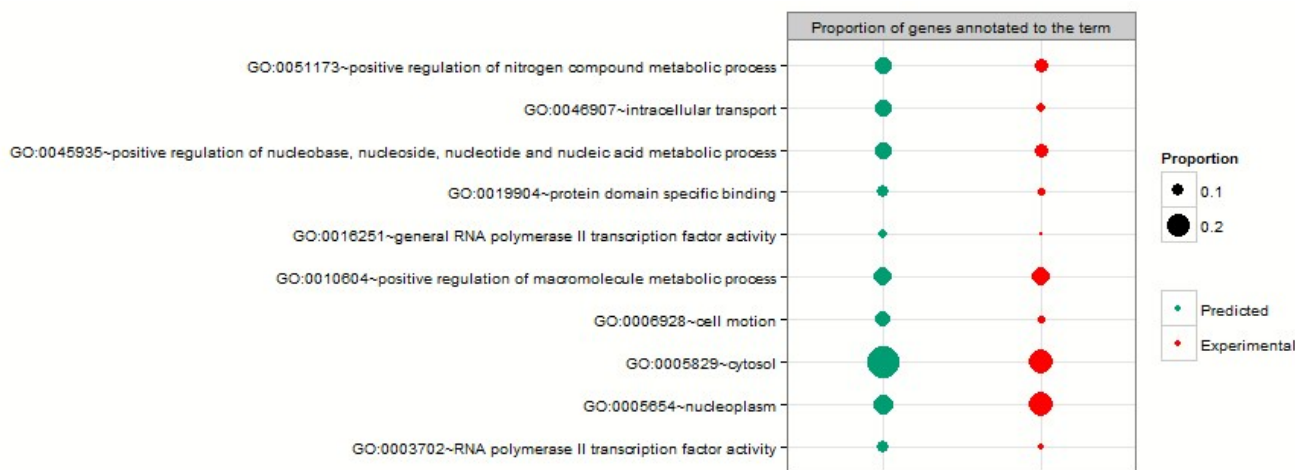 Proportion of genes annotated to the term
GO:0051173~positive regulation of nitrogen compound metabolic process
GO:0046907~intracellular transport
GO:0045935~positive regulation of nucleobase, nucleoside, nucleotide and nucleic acid metabolic process
GO:0019904~protein domain specific binding
GO:0016251~general RNA polymerase II transcription factor activity
GO:0010604~positive regulation of macromolecule metabolic process
GO:0006928~cell motion
GO:0005829~cytosol
GO:0005654~nucleoplasm
GO:0003702~RNA polymerase II transcription factor activity
Proportion
0.1
0.2
Predicted
Experimental